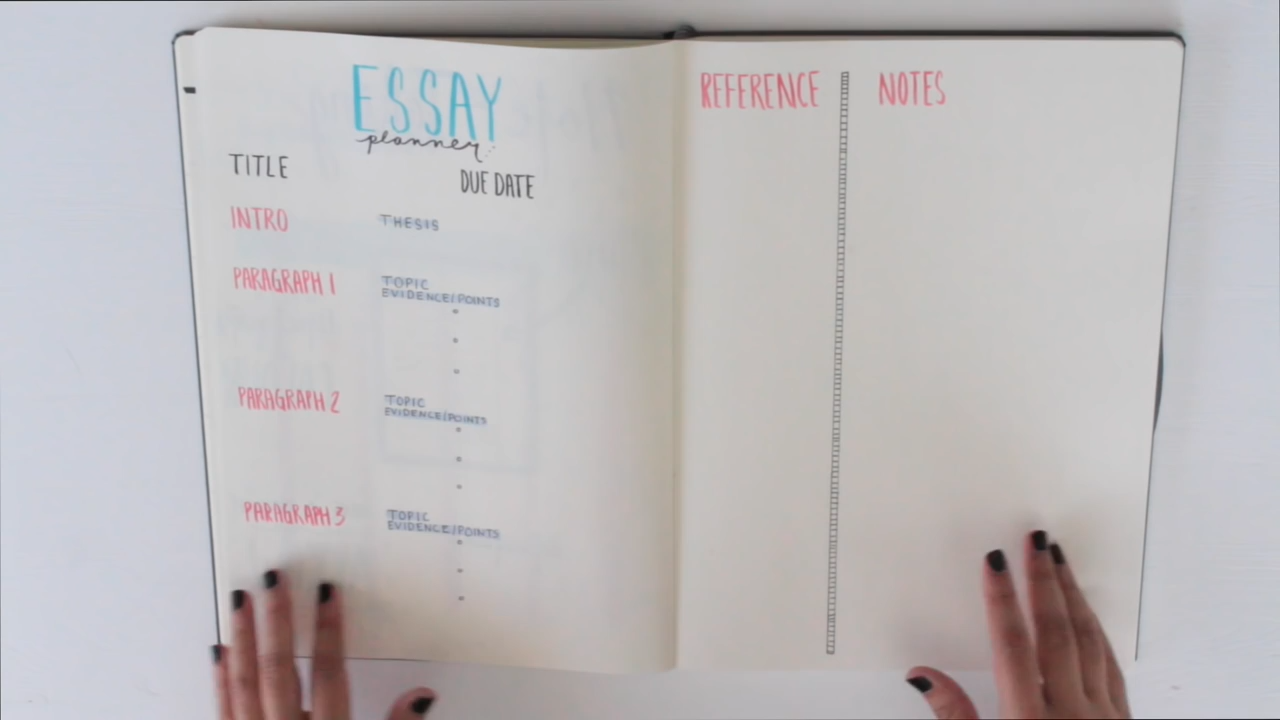 ESSAY
planner
TITLE
DUE DATE
INTRO
THESIS
PARAGRAPH 1
TOPIC
EVIDENCE/POINTS
PARAGRAPH 2
TOPIC
EVIDENCE/POINTS
PARAGRAPH 3
TOPIC
EVIDENCE/POINTS
REFERENCE
NOTES